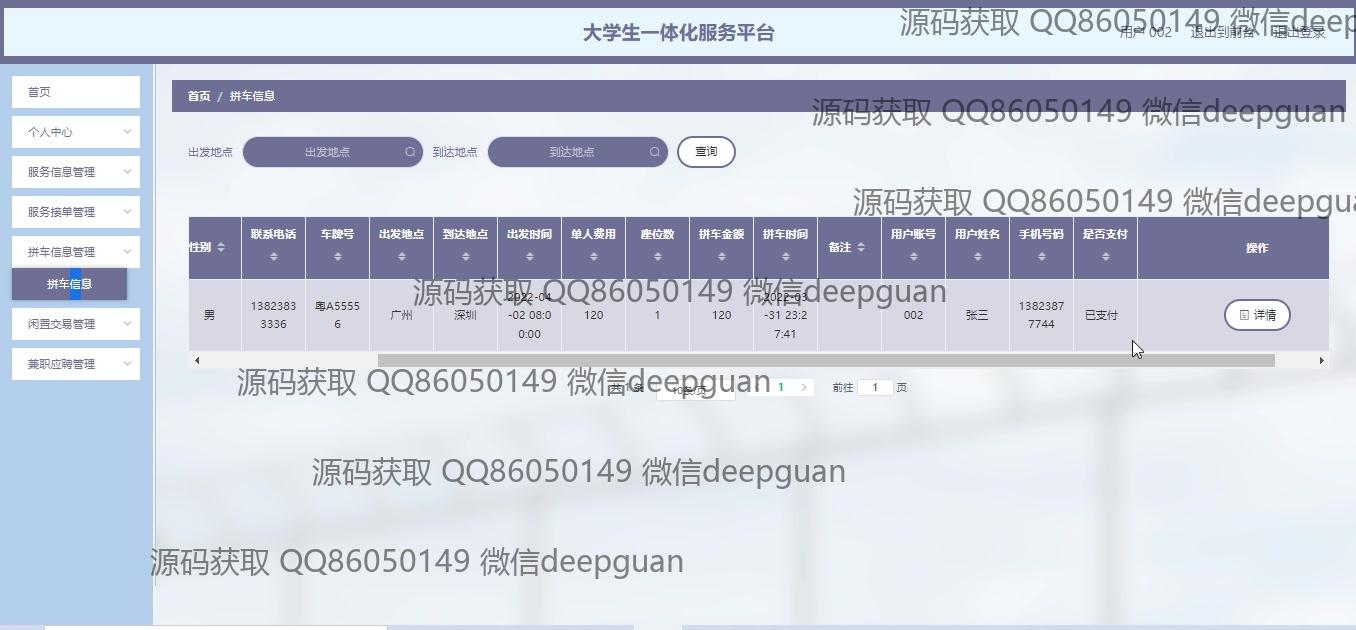 大学生一体化服务平台
用户 002 退出到前台 退出登录
源码获取 QQ86050149 微信deep
首页
个人中心
服务信息管理
服务接单管理
拼车信息管理
拼车信息
闲置交易管理
兼职应聘管理
首页 / 拼车信息
源码获取 QQ86050149 微信deepguan
出发地点 出发地点 到达地点 到达地点 查询
源码获取 QQ86050149 微信deepgua
性别 联系电话 车牌号 出发地点 到达地点 出发时间 单人费用 座位数 拼车金额 拼车时间 备注 用户账号 用户姓名 手机号码 是否支付 操作
源码获取 QQ86050149 微信deepguan
男 1382383 3336 粤A5555 6 广州 深圳 2022-04 -02 08:0 0:00 120 1 120 2022-03 -31 23:2 7:41 002 张三 1382387 7744 已支付 详情
共 1 条 10条/页 1 前往 1 页
源码获取 QQ86050149 微信deepguan
源码获取 QQ86050149 微信deepguan
源码获取 QQ86050149 微信deepguan